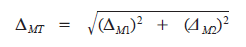 Δ_MT = √((Δ_M1)² + (Δ_M2)²)